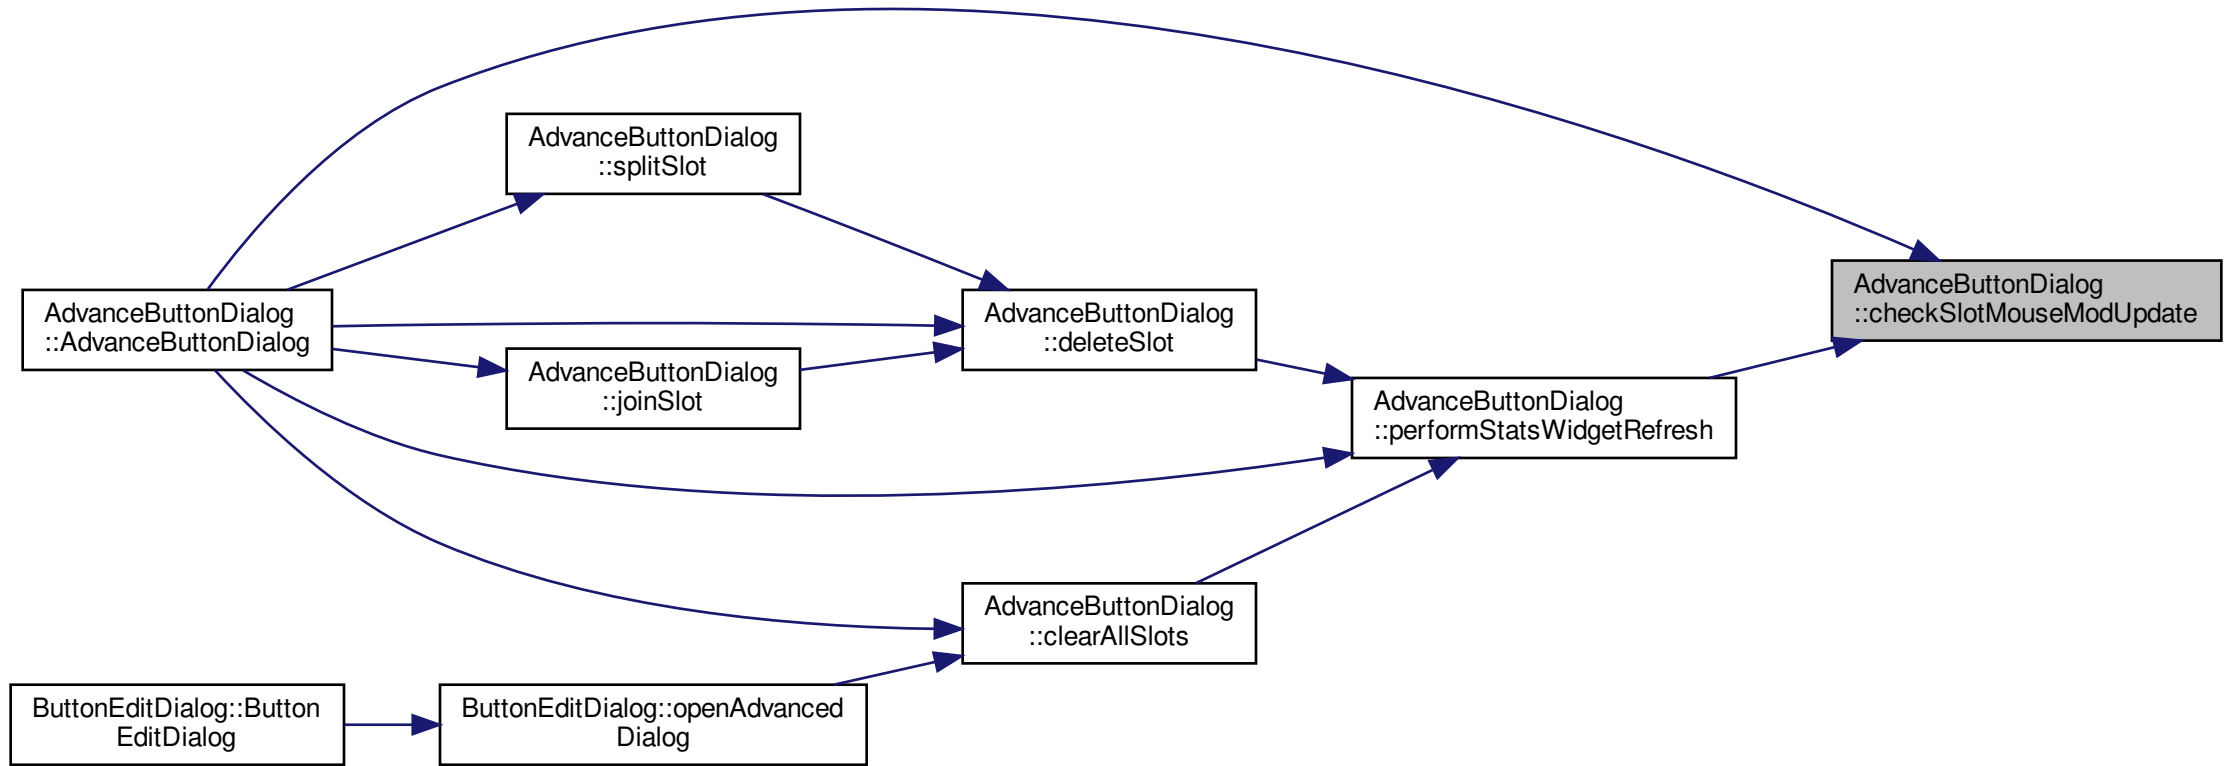 AdvanceButtonDialog
::splitSlot
AdvanceButtonDialog
::checkSlotMouseModUpdate
AdvanceButtonDialog
::AdvanceButtonDialog
AdvanceButtonDialog
::deleteSlot
AdvanceButtonDialog
::joinSlot
AdvanceButtonDialog
::performStatsWidgetRefresh
AdvanceButtonDialog
::clearAllSlots
ButtonEditDialog::Button
EditDialog
ButtonEditDialog::openAdvanced
Dialog